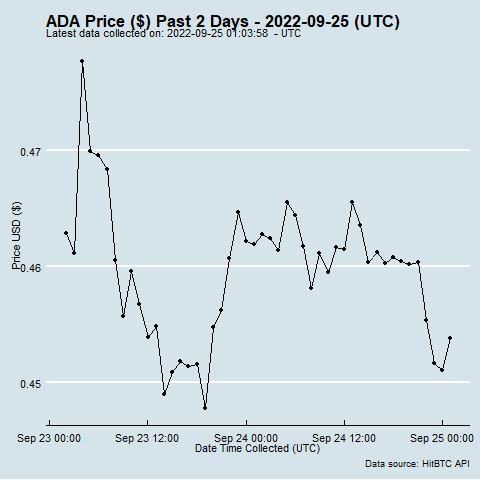 ADA Price ($) Past 2 Days - 2022-09-25 (UTC)
Latest data collected on: 2022-09-25 01:03:58 - UTC
0.47
0.46
0.45
Price USD ($)
Sep 23 00:00 Sep 23 12:00 Sep 24 00:00 Sep 24 12:00 Sep 25 00:00
Date Time Collected (UTC)
Data source: HitBTC API